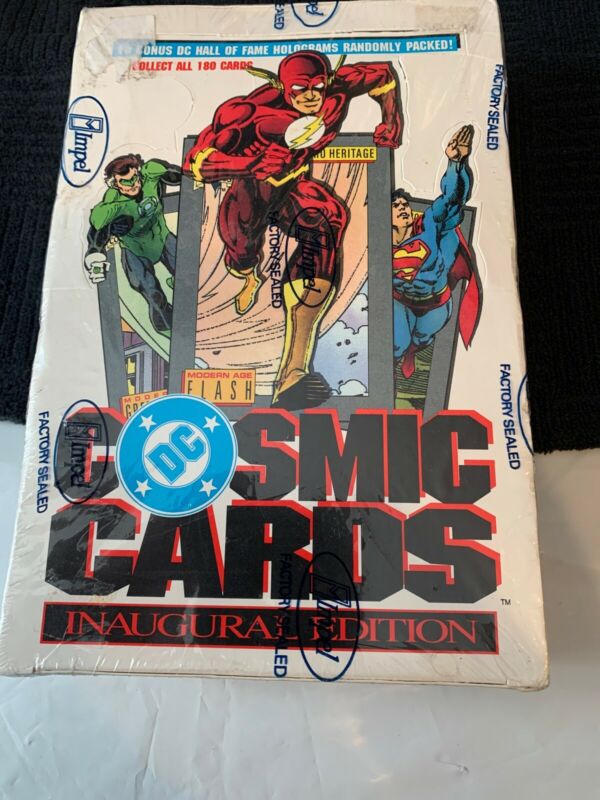 BONUS DC HALL OF FAME HOLOGRAMS RANDOMLY PACKED!
COLLECT ALL 180 CARDS
FACTORY SEALED
Impel
HERITAGE
Impel
FACTORY SEALED
MODERN AGE
FLASH
FACTORY SEALED
FACTORY SEALED
Impel
DC
COSMIC
CARDS
TM
FACTORY SEALED
Impel
INAUGURAL EDITION